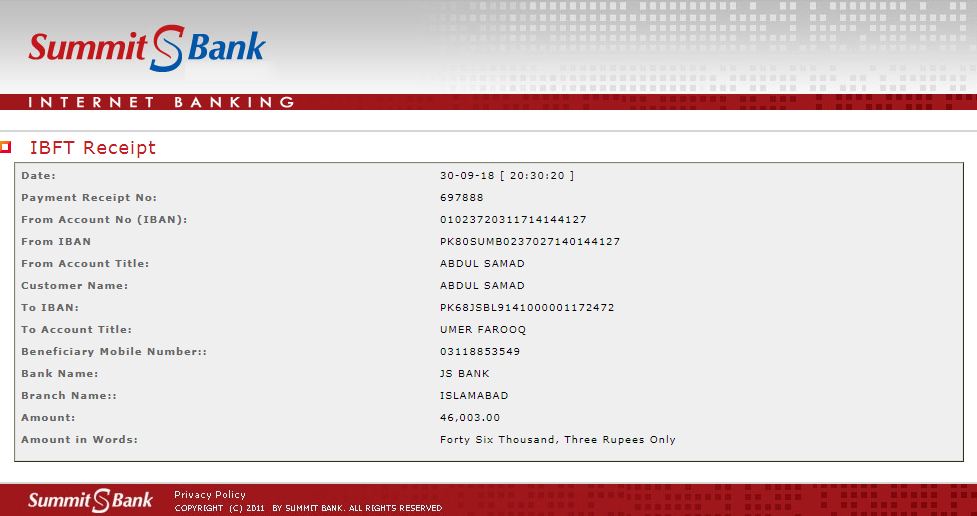 Summit S Bank
INTERNET BANKING
IBFT Receipt
Date: 30-09-18 [ 20:30:20 ]
Payment Receipt No: 697888
From Account No (IBAN): 01023720311714144127
From IBAN PK80SUMB0237027140144127
From Account Title: ABDUL SAMAD
Customer Name: ABDUL SAMAD
To IBAN: PK68JSBL9141000001172472
To Account Title: UMER FAROOQ
Beneficiary Mobile Number:: 03118853549
Bank Name: JS BANK
Branch Name:: ISLAMABAD
Amount: 46,003.00
Amount in Words: Forty Six Thousand, Three Rupees Only
Summit S Bank
Privacy Policy
COPYRIGHT (C) 2011 BY SUMMIT BANK. ALL RIGHTS RESERVED